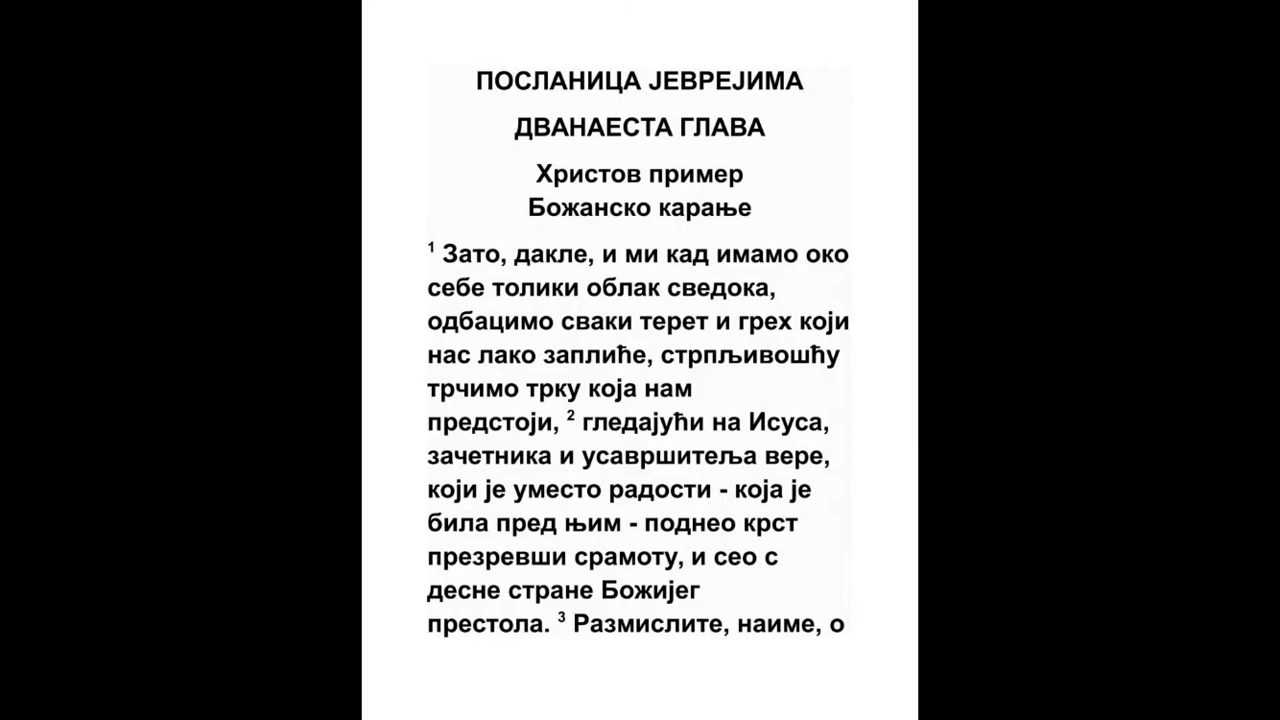 ПОСЛАНИЦА ЈЕВРЕЈИМА
ДВАНАЕСТА ГЛАВА
Христов пример
Божанско карање
¹ Зато, дакле, и ми кад имамо око
себе толики облак сведока,
одбацимо сваки терет и грех који
нас лако заплиће, стрпљивошћу
трчимо трку која нам
предстоји, ² гледајући на Исуса,
зачетника и усавршитеља вере,
који је уместо радости - која је
била пред њим - поднео крст
презревши срамоту, и сео с
десне стране Божијег
престола. ³ Размислите, наиме, о